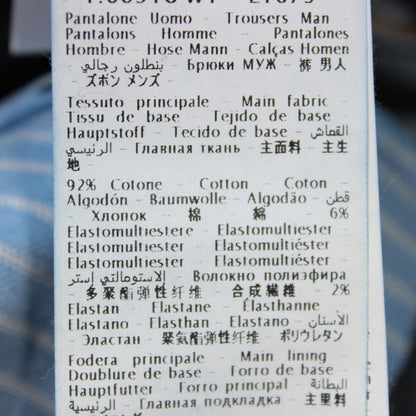 Pantalone Uomo - Trousers Man -
Pantalons Homme - Pantalones
Hombre - Hose Mann - Calças Homen
- بنطلون رجالي - Брюки МУЖ - 裤 男人
- ズボン メンズ -
Tessuto principale - Main fabric -
Tissu de base - Tejido de base -
Hauptstoff - Tecido de base - القماش
الرئيسي - Главная ткань - 主面料 - 主生
地
92% Cotone - Cotton - Coton -
Algodón - Baumwolle - Algodão - قطن
- Хлопок - 棉 - 綿 - 6%
Elastomultiestere - Elastomultiester -
Elastomultiéster - Elastomultiester -
Elastomultiester - Elastomultiéster -
الاستومالتي إستر - Волокно полиэфира
- 多聚酯弹性纤维 - 合成繊維 - 2%
Elastan - Elastane - Élasthanne -
Elastano - Elasthan - Elastano - الأستان
- Эластан - 聚氨酯弹性纤维 - ポリウレタン
Fodera principale - Main lining -
Doublure de base - Forro de base -
Hauptfutter - Forro principal - البطانة
الرئيسية - Главная подкладка - 主里料